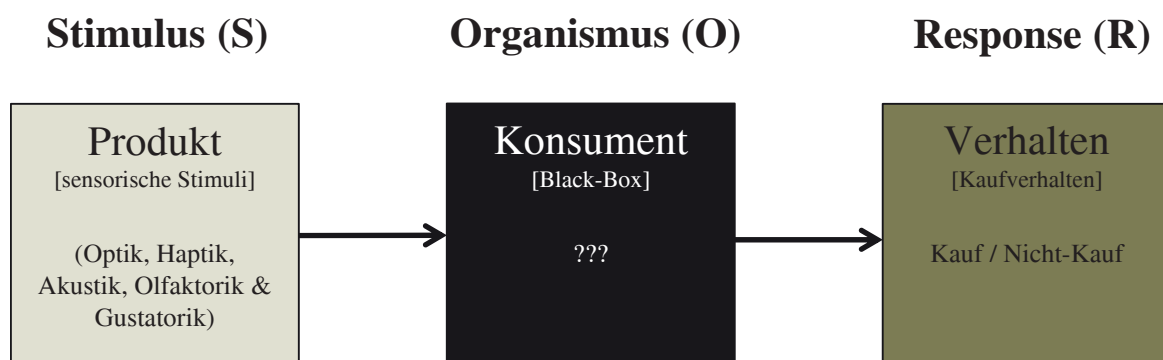 Stimulus (S)
Organismus (O)
Response (R)
Produkt
[sensorische Stimuli]
(Optik, Haptik,
Akustik, Olfaktorik &
Gustatorik)
Konsument
[Black-Box]
???
Verhalten
[Kaufverhalten]
Kauf / Nicht-Kauf